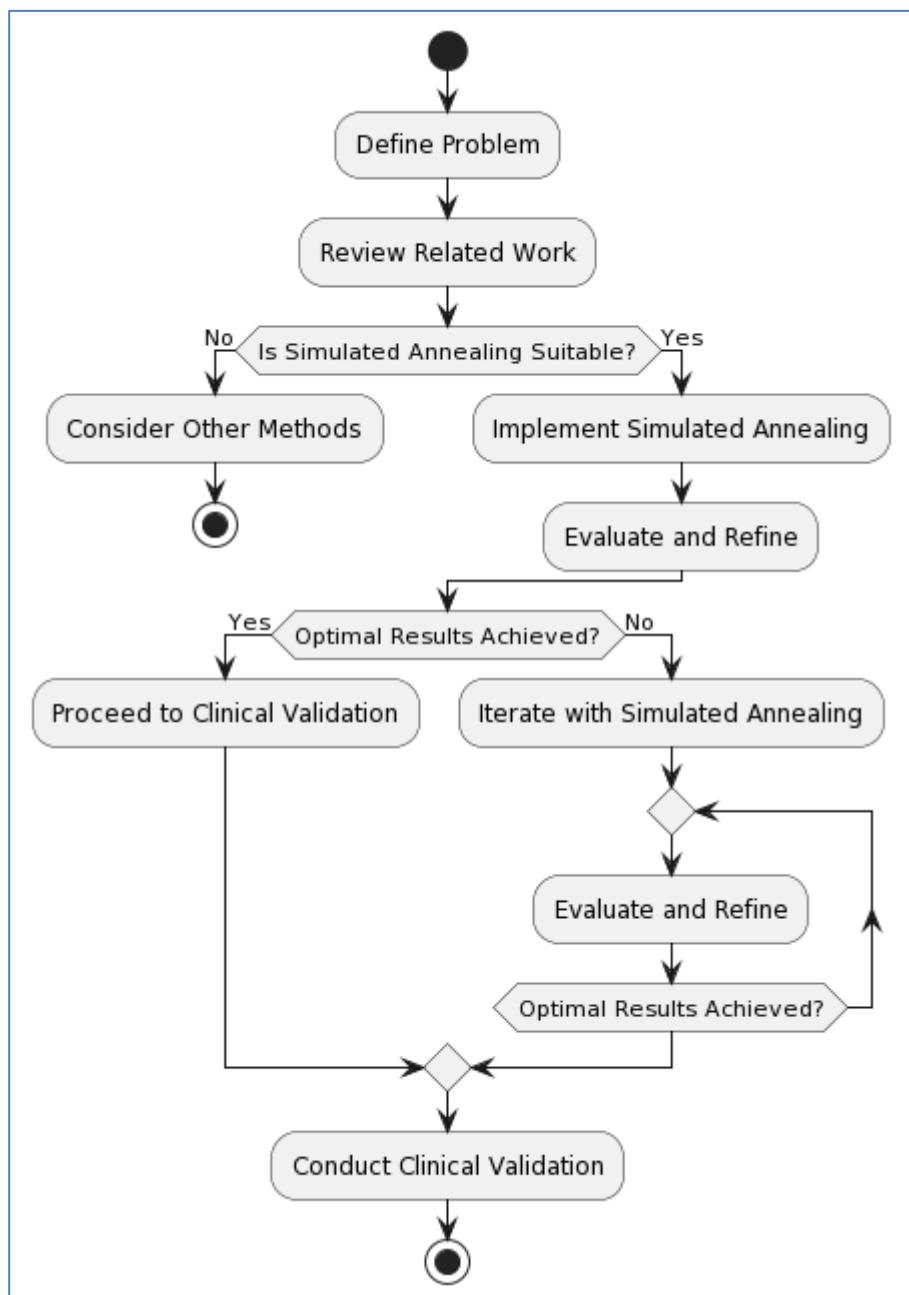 Define Problem
Review Related Work
No
Is Simulated Annealing Suitable?
Yes
Consider Other Methods
Implement Simulated Annealing
Evaluate and Refine
Yes
Optimal Results Achieved?
No
Proceed to Clinical Validation
Iterate with Simulated Annealing
Evaluate and Refine
Optimal Results Achieved?
Conduct Clinical Validation